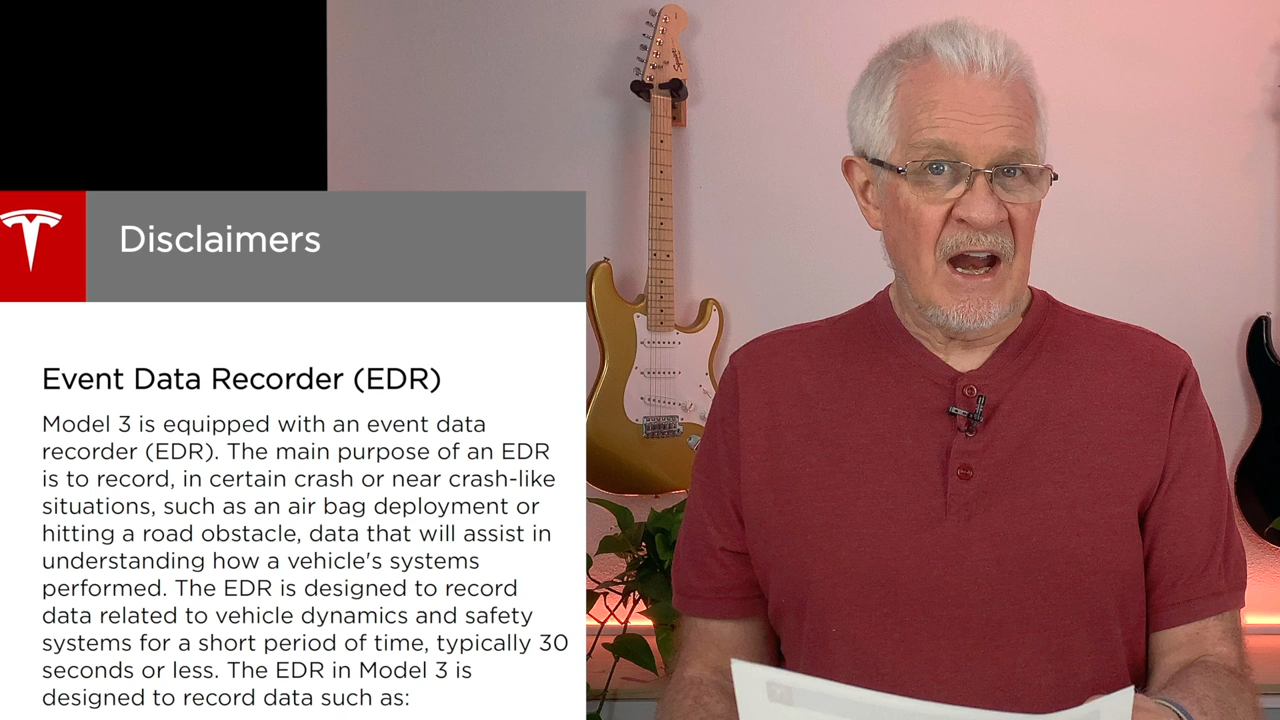 Disclaimers
Event Data Recorder (EDR)
Model 3 is equipped with an event data
recorder (EDR). The main purpose of an EDR
is to record, in certain crash or near crash-like
situations, such as an air bag deployment or
hitting a road obstacle, data that will assist in
understanding how a vehicle's systems
performed. The EDR is designed to record
data related to vehicle dynamics and safety
systems for a short period of time, typically 30
seconds or less. The EDR in Model 3 is
designed to record data such as:
Squier